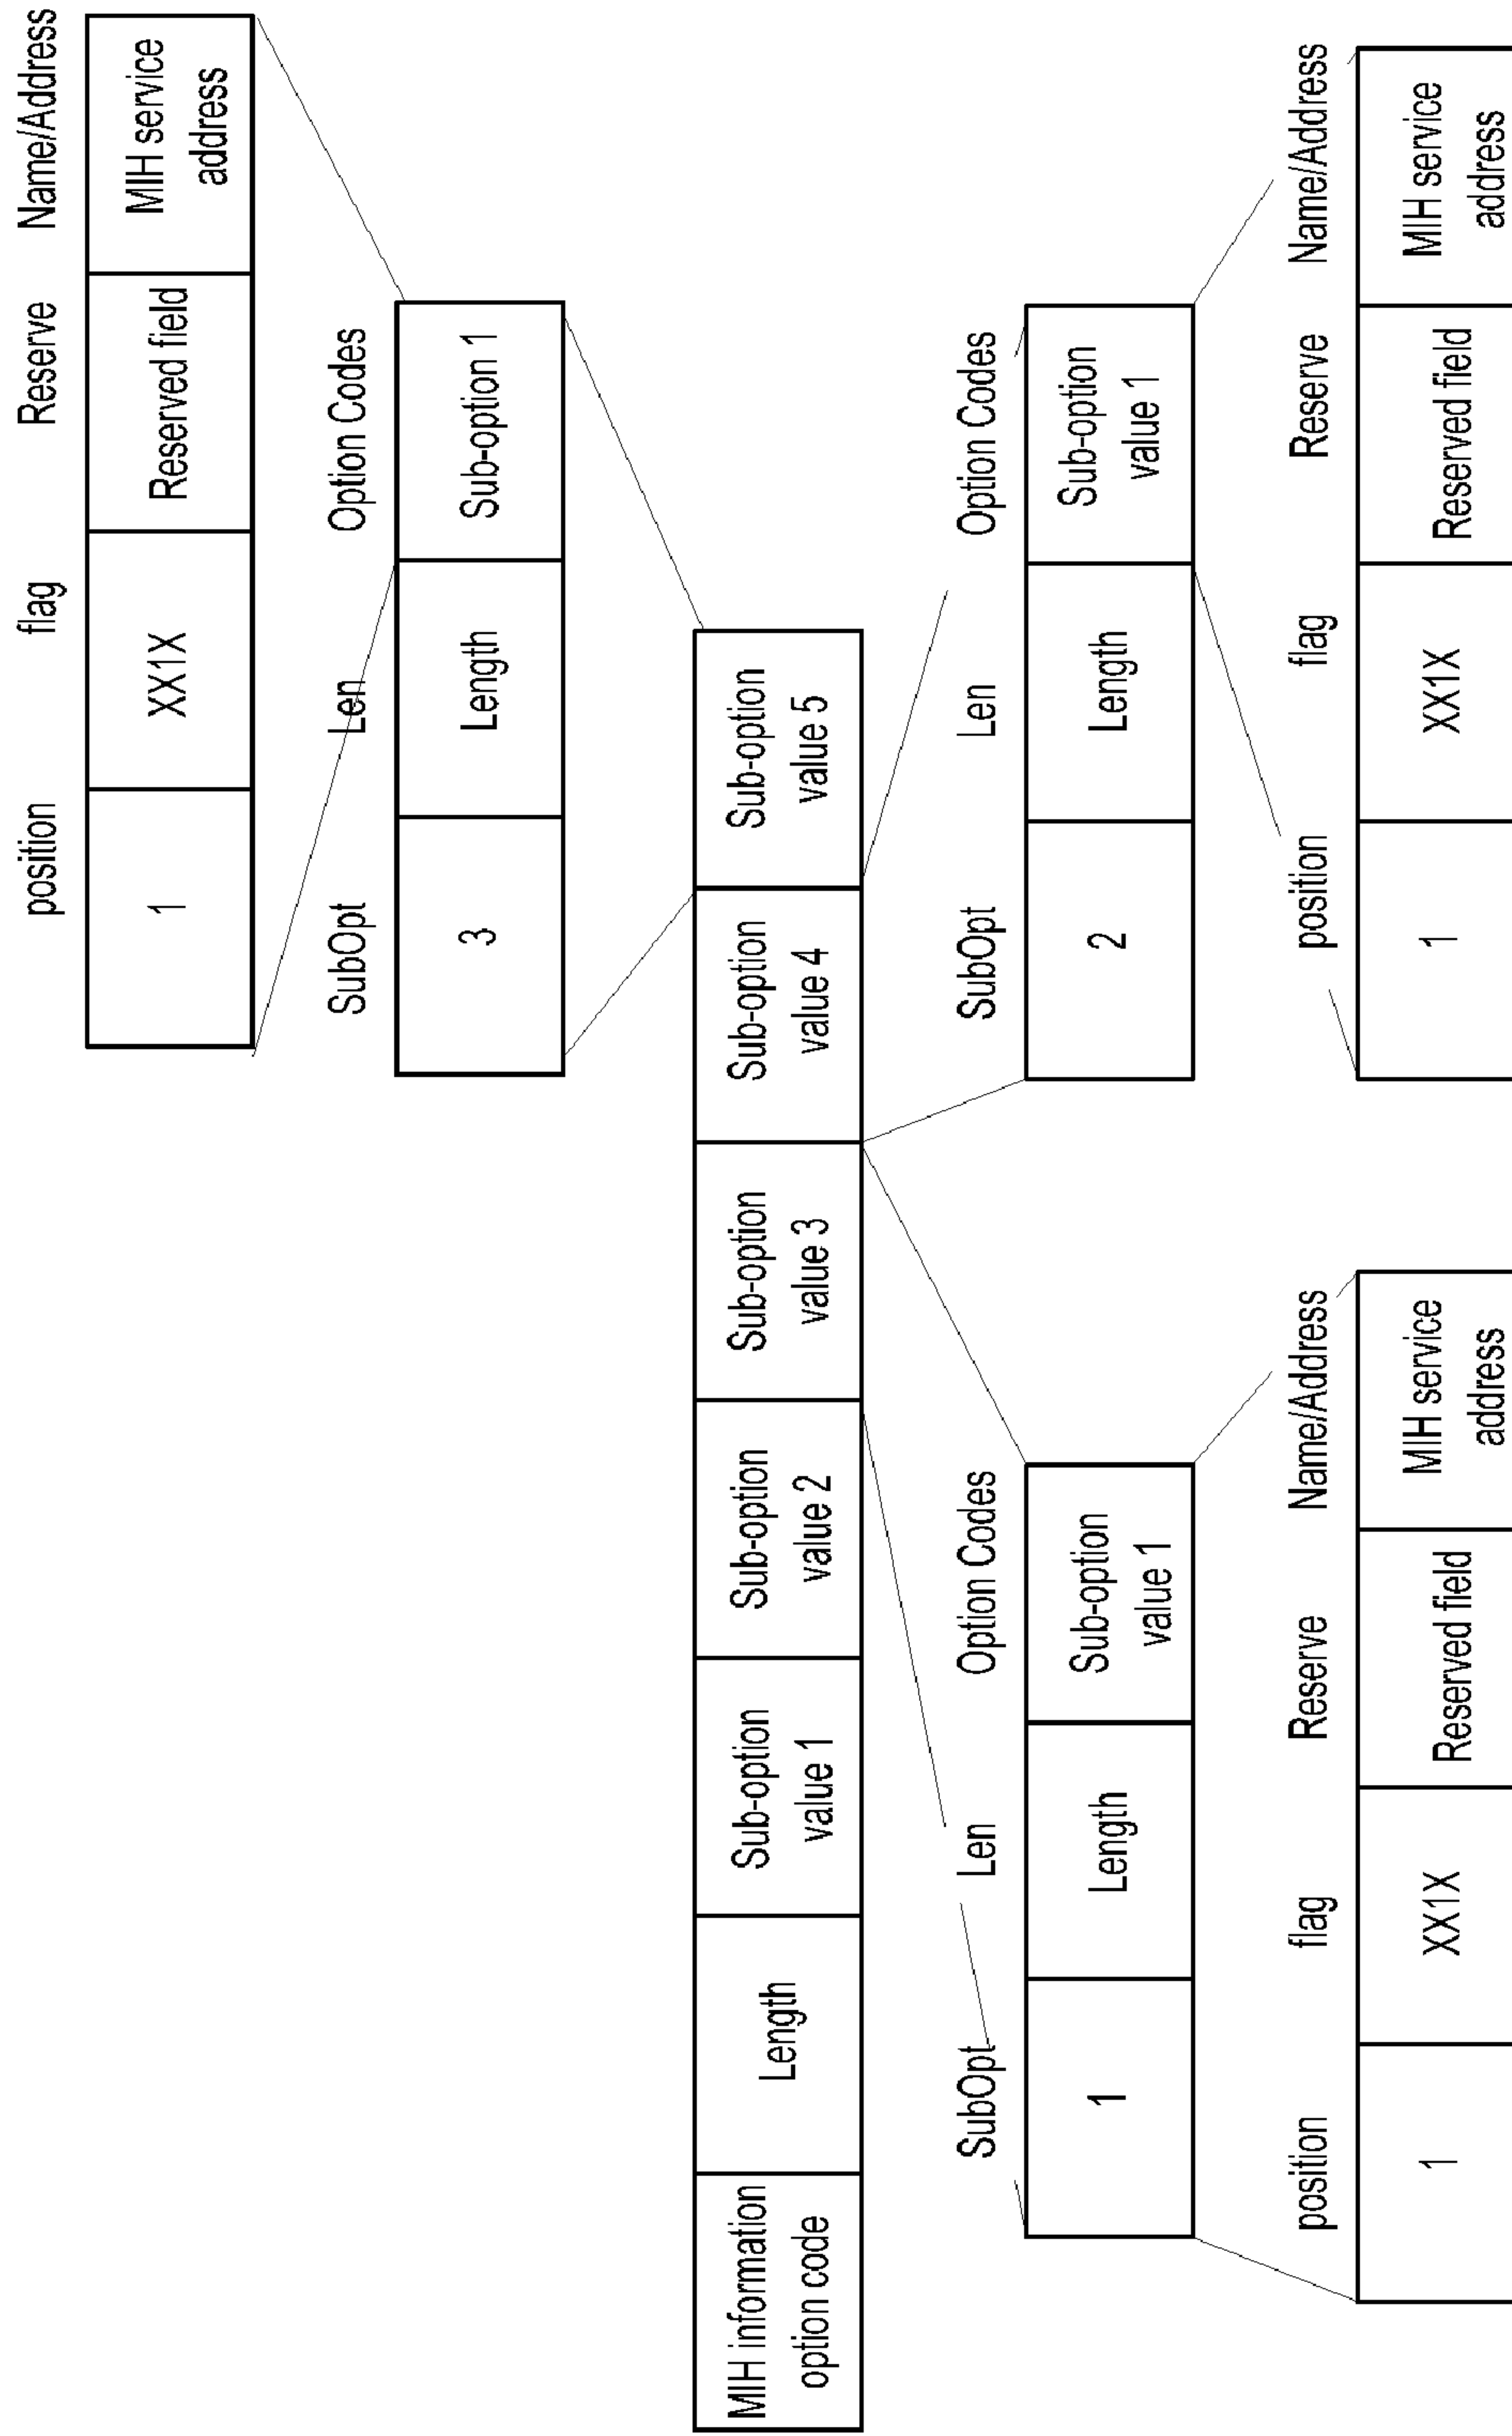 position flag Reserve Name/Address
1 XX1X Reserved field MIH service
address
SubOpt Len Option Codes
3 Length Sub-option 1
MIH information
option code
Length
Sub-option
value 1
Sub-option
value 2
Sub-option
value 3
Sub-option
value 4
Sub-option
value 5
SubOpt Len Option Codes
1 Length Sub-option
value 1
SubOpt Len Option Codes
2 Length Sub-option
value 1
position flag Reserve Name/Address
1 XX1X Reserved field MIH service
address
position flag Reserve Name/Address
1 XX1X Reserved field MIH service
address